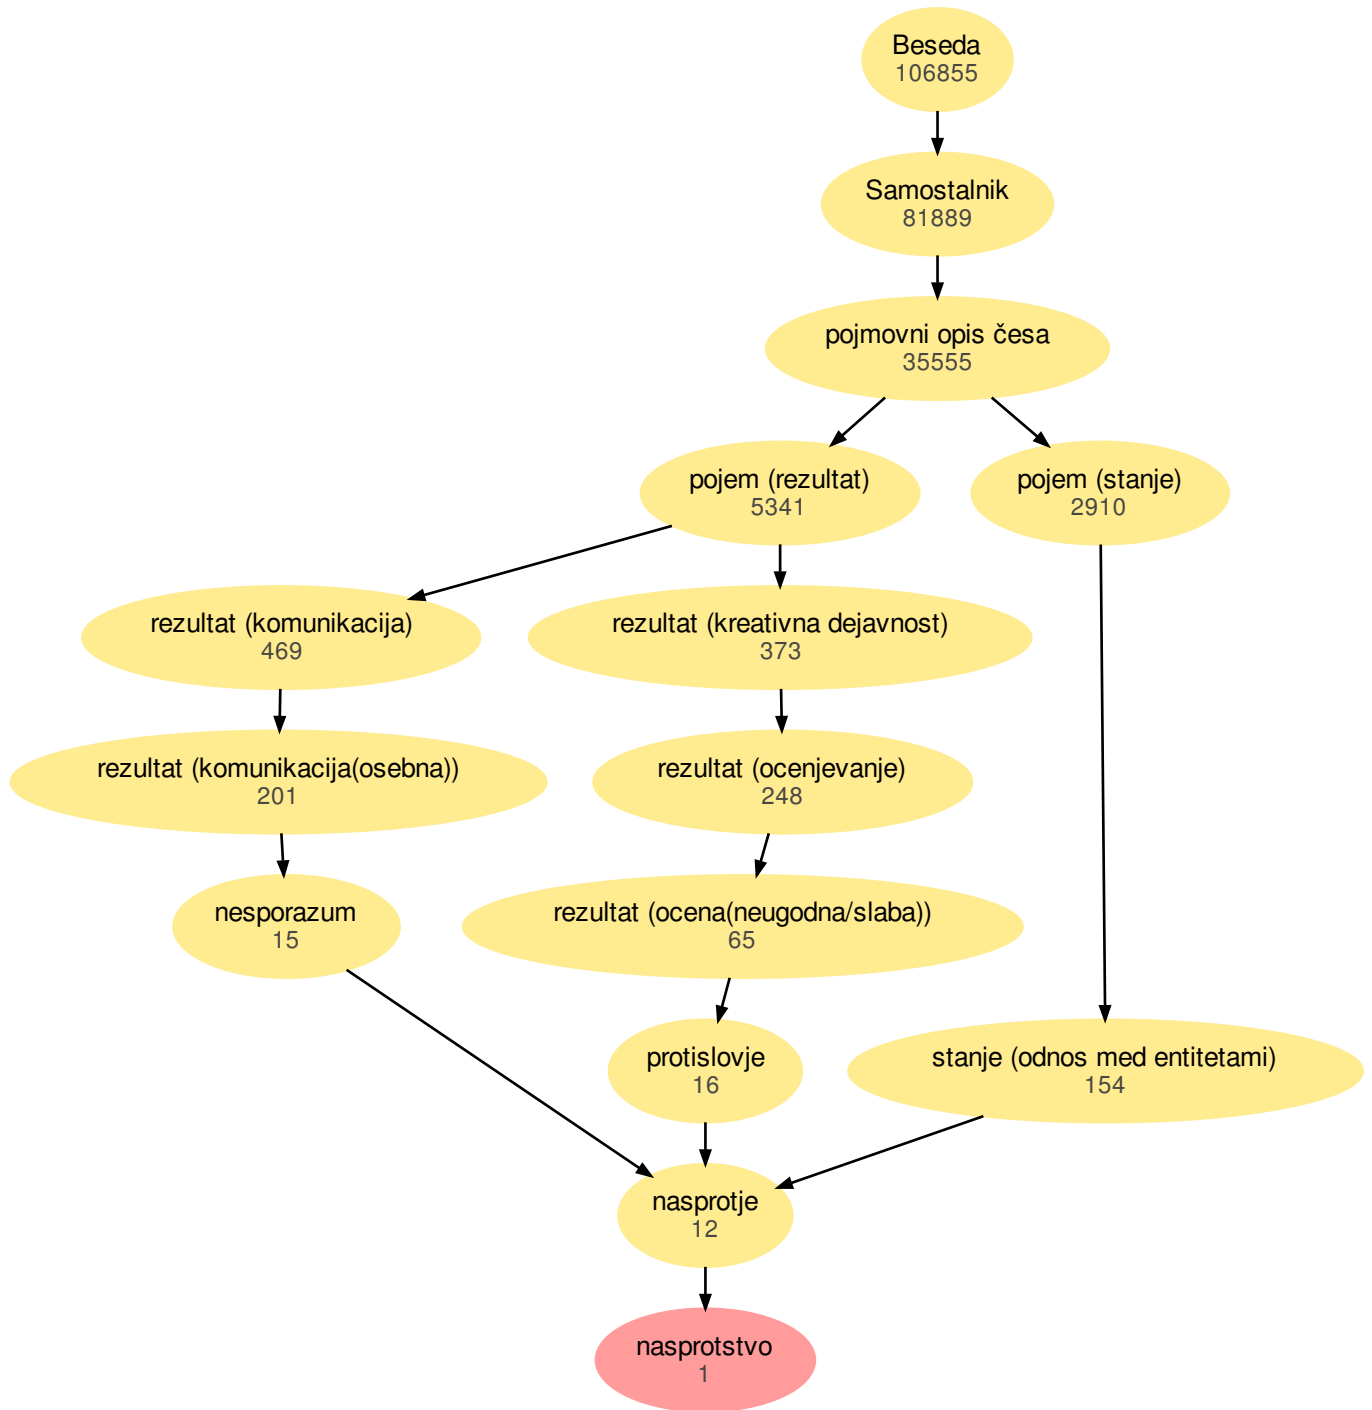 Beseda
106855
Samostalnik
81889
pojmovni opis česa
35555
pojem (rezultat)
5341
pojem (stanje)
2910
rezultat (komunikacija)
469
rezultat (kreativna dejavnost)
373
rezultat (komunikacija(osebna))
201
rezultat (ocenjevanje)
248
nesporazum
15
rezultat (ocena(neugodna/slaba))
65
protislovje
16
stanje (odnos med entitetami)
154
nasprotje
12
nasprotstvo
1